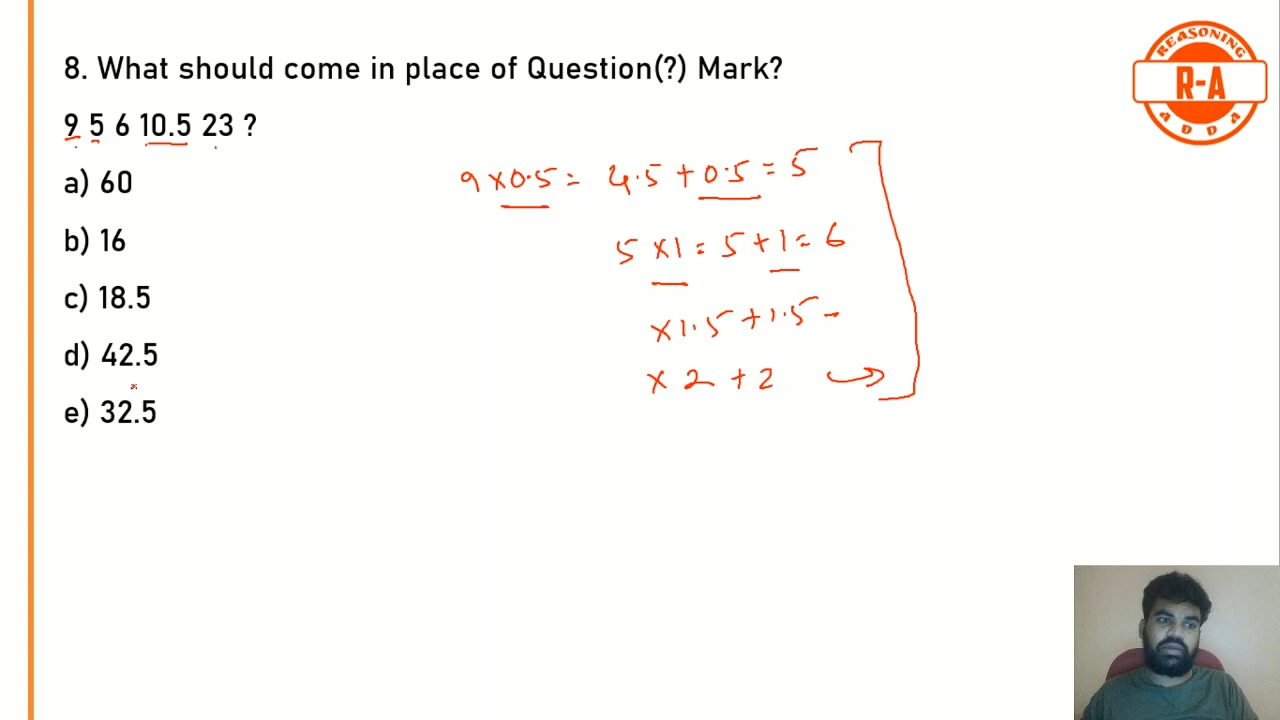 8. What should come in place of Question(?) Mark?
9 5 6 10.5 23 ?
a) 60
b) 16
c) 18.5
d) 42.5
e) 32.5
9 × 0.5 = 4.5 + 0.5 = 5
5 × 1 = 5 + 1 = 6
× 1.5 + 1.5 -
× 2 + 2
REASONING
R-A
ADDA